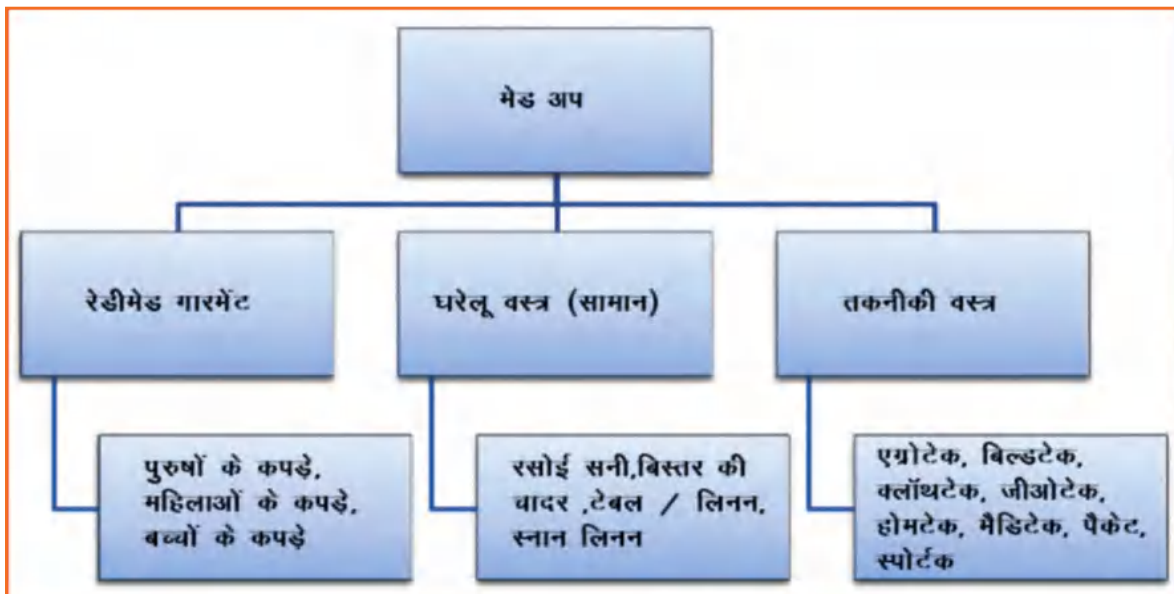 मेड अप
रेडीमेड गारमेंट
घरेलू वस्त्र (सामान)
तकनीकी वस्त्र
पुरुषों के कपड़े,
महिलाओं के कपड़े,
बच्चों के कपड़े
रसोई सनी,बिस्तर की
चादर ,टेबल / लिनन,
स्नान लिनन
एग्रोटेक, बिल्डटेक,
क्लॉथटेक, जीओटेक,
होमटेक, मैडिटेक, पैकेट,
स्पोर्टक